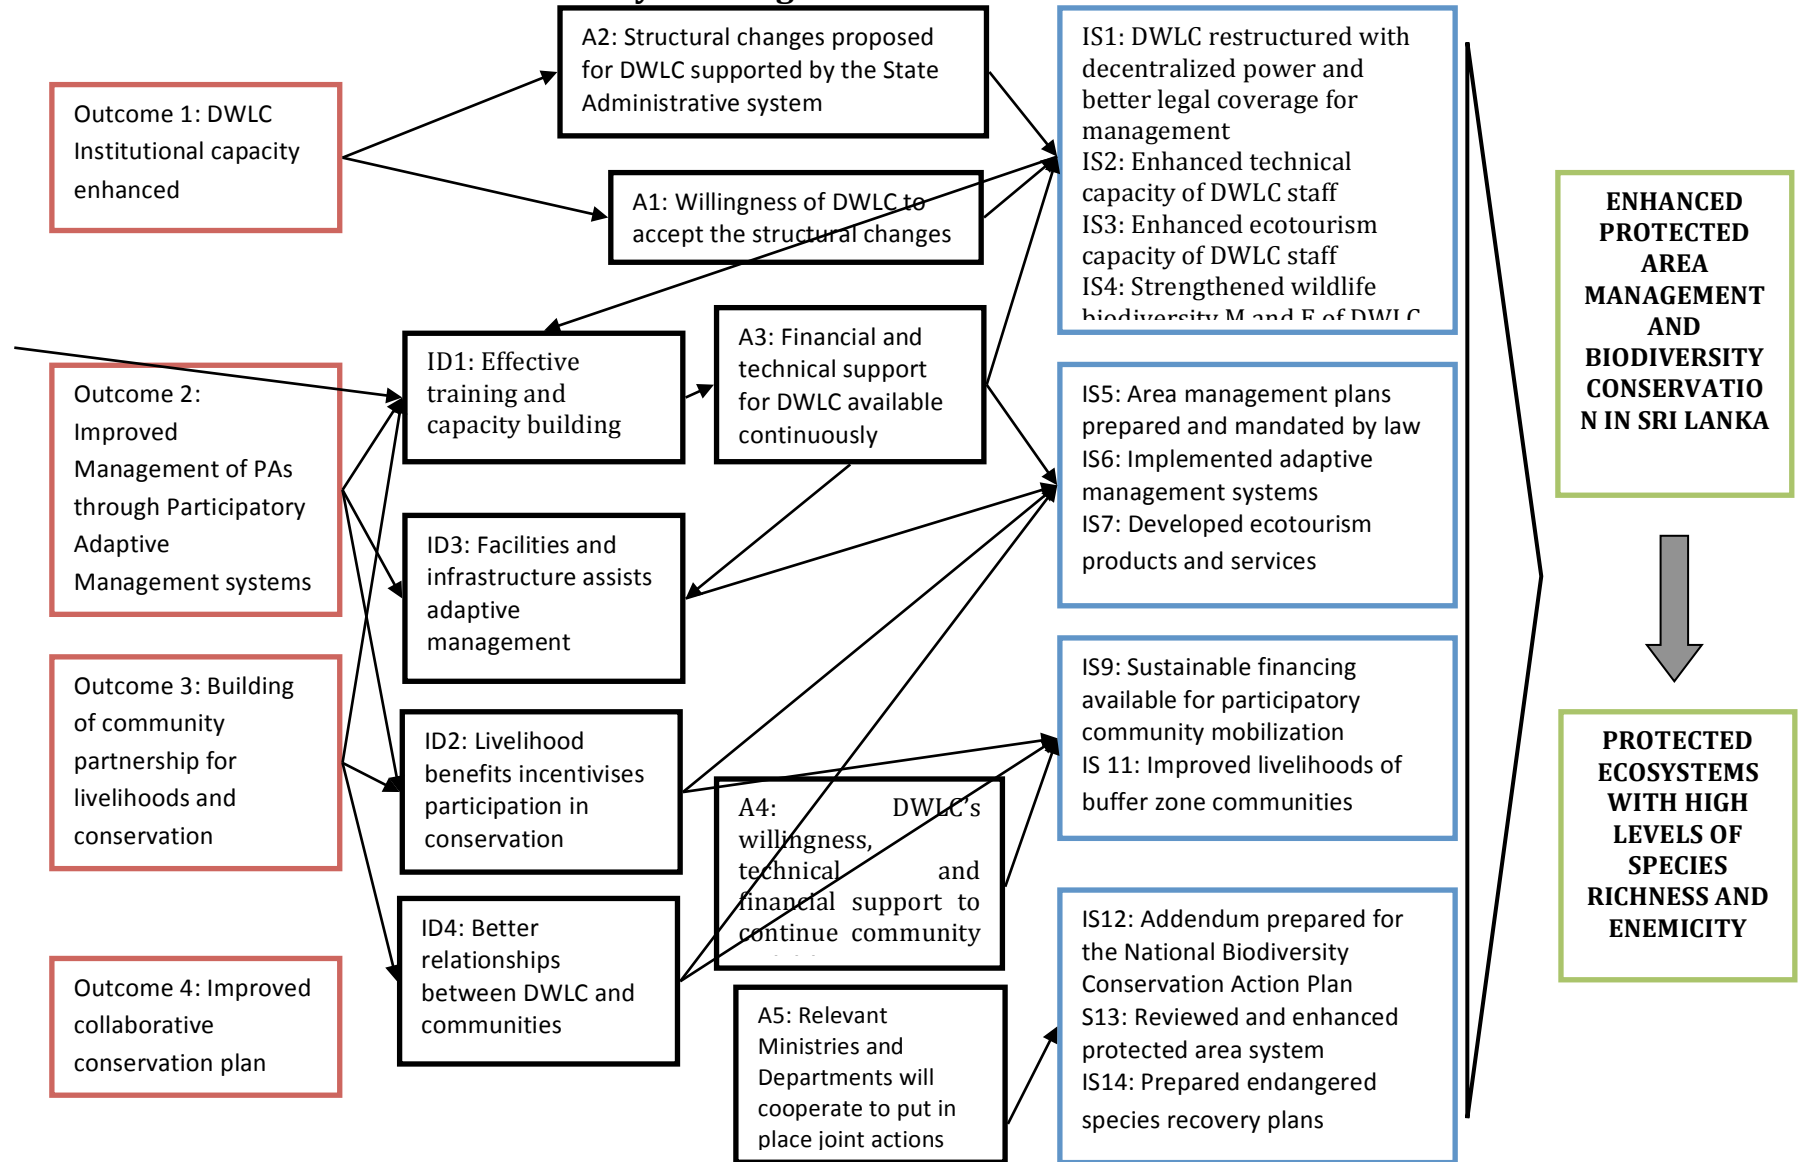 Outcome 1: DWLC
Institutional capacity
enhanced
Outcome 2:
Improved
Management of PAs
through Participatory
Adaptive
Management systems
Outcome 3: Building
of community
partnership for
livelihoods and
conservation
Outcome 4: Improved
collaborative
conservation plan
A2: Structural changes proposed
for DWLC supported by the State
Administrative system
A1: Willingness of DWLC to
accept the structural changes
ID1: Effective
training and
capacity building
A3: Financial and
technical support
for DWLC available
continuously
ID3: Facilities and
infrastructure assists
adaptive
management
ID2: Livelihood
benefits incentivises
participation in
conservation
A4: DWLC's
willingness,
technical and
financial support to
continue community
ID4: Better
relationships
between DWLC and
communities
A5: Relevant
Ministries and
Departments will
cooperate to put in
place joint actions
IS1: DWLC restructured with
decentralized power and
better legal coverage for
management
IS2: Enhanced technical
capacity of DWLC staff
IS3: Enhanced ecotourism
capacity of DWLC staff
IS4: Strengthened wildlife
biodiversity M and E of DWLC
IS5: Area management plans
prepared and mandated by law
IS6: Implemented adaptive
management systems
IS7: Developed ecotourism
products and services
IS9: Sustainable financing
available for participatory
community mobilization
IS 11: Improved livelihoods of
buffer zone communities
IS12: Addendum prepared for
the National Biodiversity
Conservation Action Plan
S13: Reviewed and enhanced
protected area system
IS14: Prepared endangered
species recovery plans
ENHANCED
PROTECTED
AREA
MANAGEMENT
AND
BIODIVERSITY
CONSERVATIO
N IN SRI LANKA
PROTECTED
ECOSYSTEMS
WITH HIGH
LEVELS OF
SPECIES
RICHNESS AND
ENEMICITY